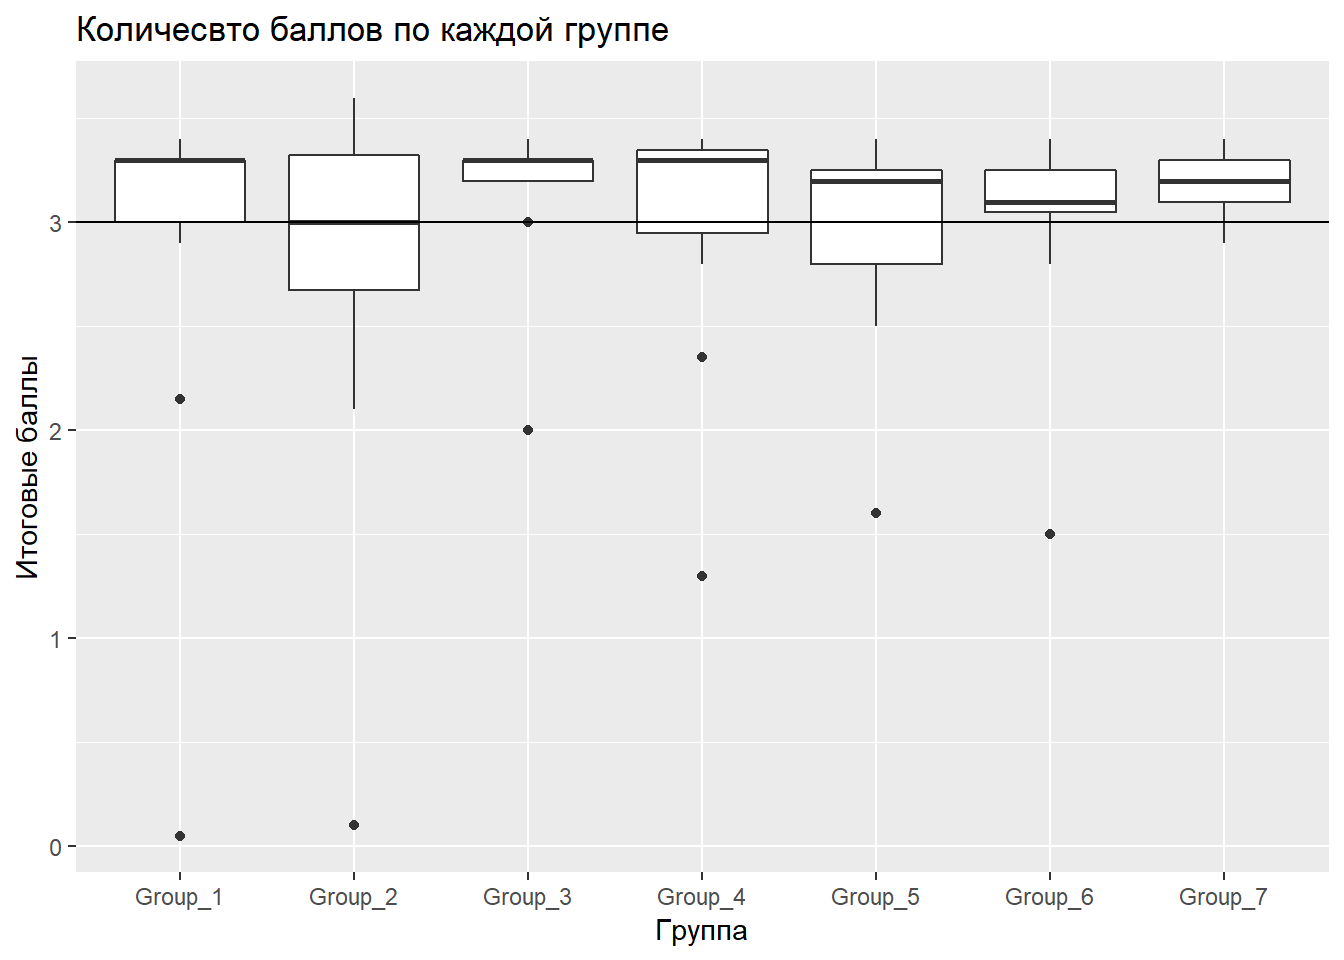 Количесвто баллов по каждой группе
Итоговые баллы
3
2
1
0
Group_1 Group_2 Group_3 Group_4 Group_5 Group_6 Group_7
Группа